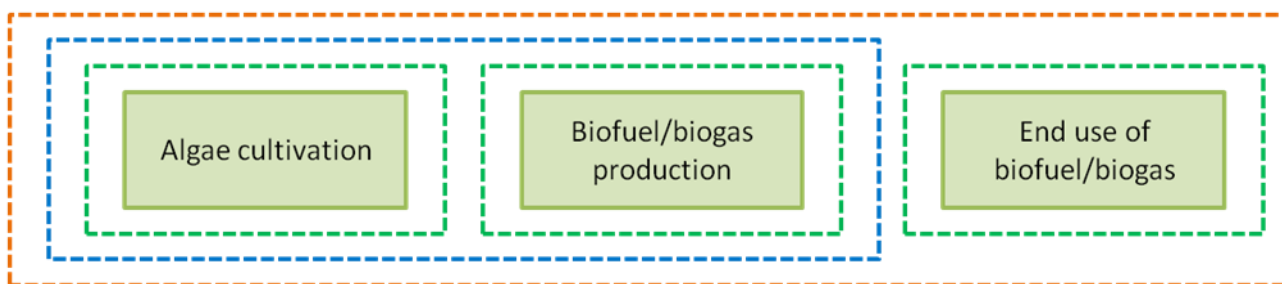 Algae cultivation
Biofuel/biogas
production
End use of
biofuel/biogas